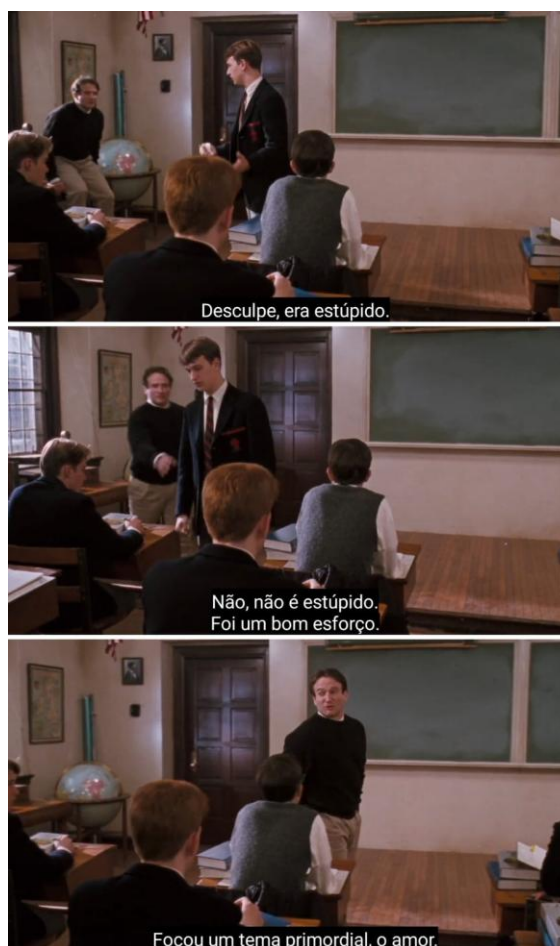 Desculpe, era estúpido.
Não, não é estúpido.
Foi um bom esforço.
Focou um tema primordial, o amor.